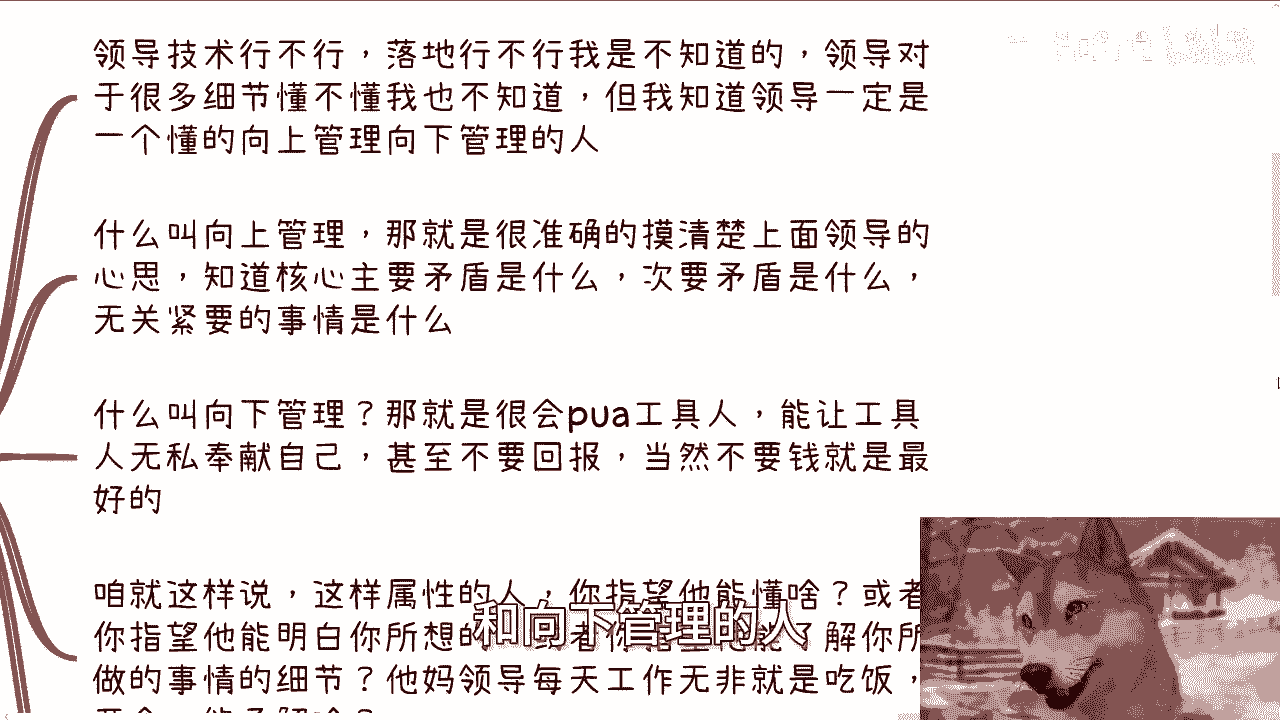 领导技术行不行，落地行不行我是不知道的，领导对
于很多细节懂不懂我也不知道，但我知道领导一定是
一个懂的向上管理向下管理的人
什么叫向上管理，那就是很准确的摸清楚上面领导的
心思，知道核心主要矛盾是什么，次要矛盾是什么，
无关紧要的事情是什么
什么叫向下管理？那就是很会pua工具人，能让工具
人无私奉献自己，甚至不要回报，当然不要钱就是最
好的
咱就这样说，这样属性的人，你指望他能懂啥？或者
你指望他能明白你所想的
了解你所
做的事情的细节？他妈领导每天工作无非就是吃饭，
和向下管理的人